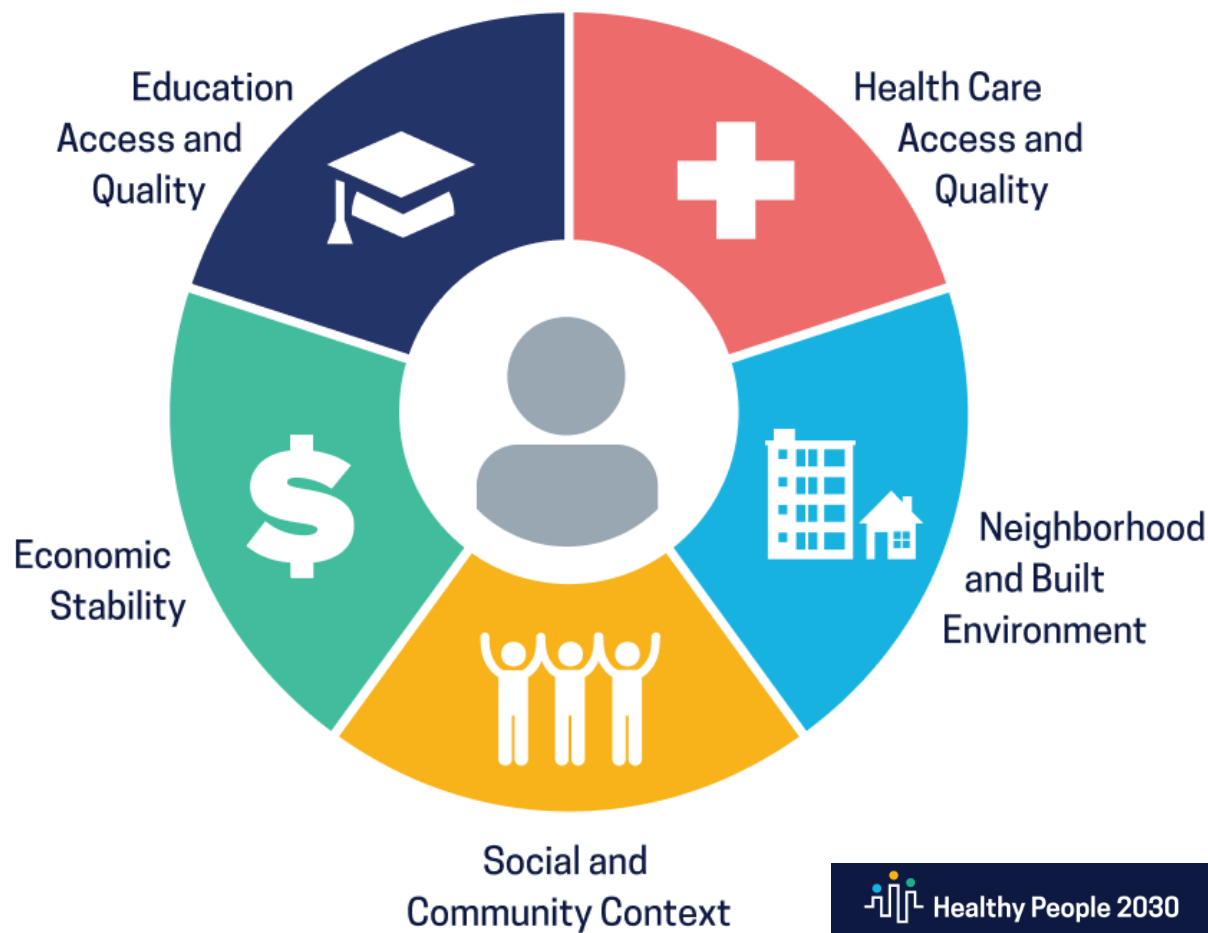 Education
Access and
Quality
Health Care
Access and
Quality
Economic
Stability
Neighborhood
and Built
Environment
Social and
Community Context
Healthy People 2030